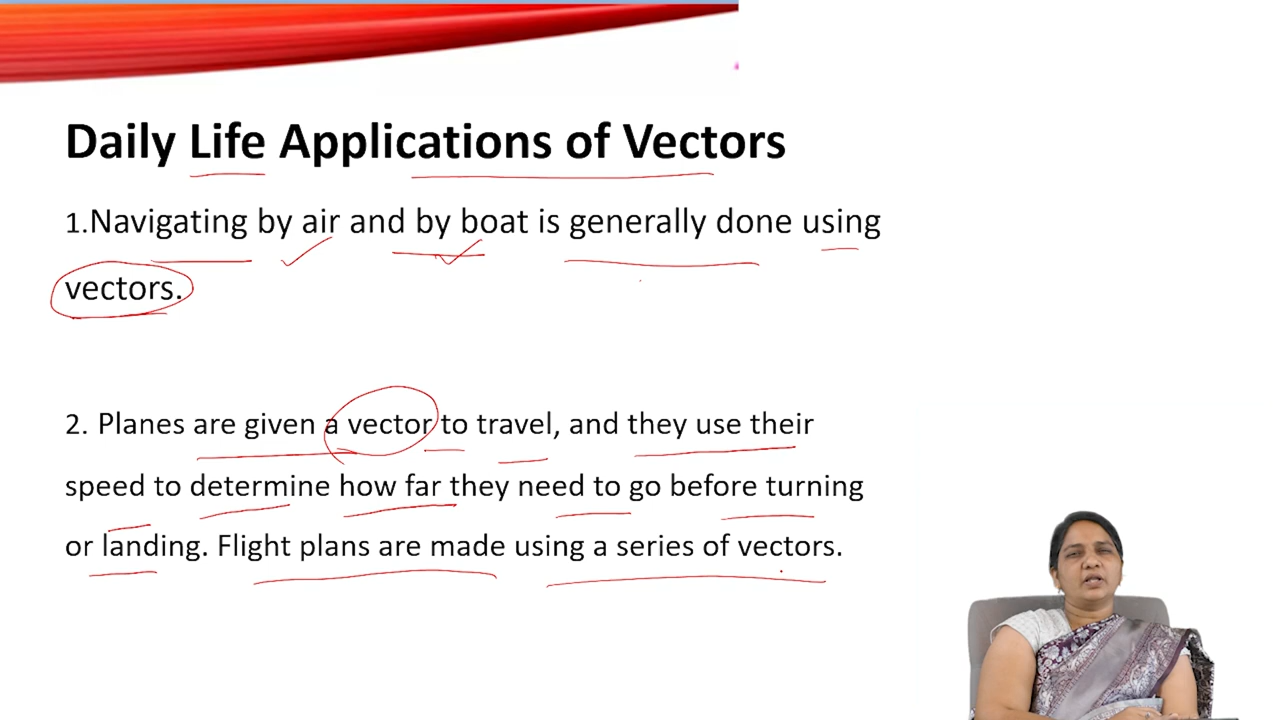 Daily Life Applications of Vectors
1.Navigating by air and by boat is generally done using
vectors.
2. Planes are given a vector to travel, and they use their
speed to determine how far they need to go before turning
or landing. Flight plans are made using a series of vectors.